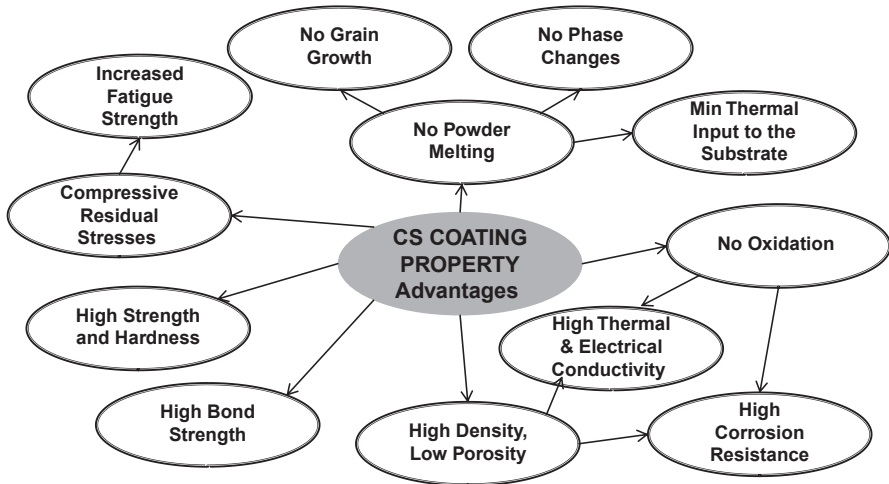 No Grain
Growth
No Phase
Changes
Increased
Fatigue
Strength
No Powder
Melting
Min Thermal
Input to the
Substrate
Compressive
Residual
Stresses
CS COATING
PROPERTY
Advantages
No Oxidation
High Strength
and Hardness
High Thermal
& Electrical
Conductivity
High Bond
Strength
High Density,
Low Porosity
High
Corrosion
Resistance